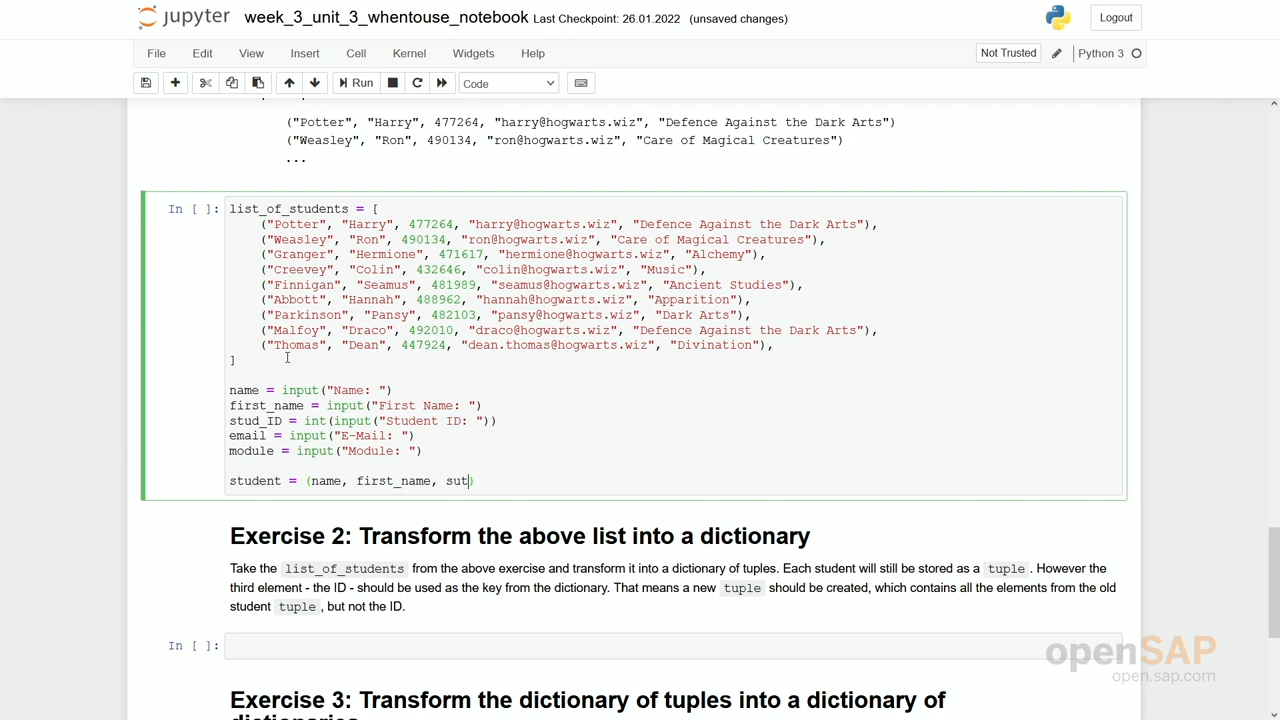 jupyter week_3_unit_3_whentouse_notebook Last Checkpoint: 26.01.2022 (unsaved changes) Logout
File Edit View Insert Cell Kernel Widgets Help Not Trusted Python 3
Run Code
("Potter", "Harry", 477264, "harry@hogwarts.wiz", "Defence Against the Dark Arts")
("Weasley", "Ron", 490134, "ron@hogwarts.wiz", "Care of Magical Creatures")
...
In [ ]: list_of_students = [
("Potter", "Harry", 477264, "harry@hogwarts.wiz", "Defence Against the Dark Arts"),
("Weasley", "Ron", 490134, "ron@hogwarts.wiz", "Care of Magical Creatures"),
("Granger", "Hermione", 471617, "hermione@hogwarts.wiz", "Alchemy"),
("Creevey", "Colin", 432646, "colin@hogwarts.wiz", "Music"),
("Finnigan", "Seamus", 481989, "seamus@hogwarts.wiz", "Ancient Studies"),
("Abbott", "Hannah", 488962, "hannah@hogwarts.wiz", "Apparition"),
("Parkinson", "Pansy", 482103, "pansy@hogwarts.wiz", "Dark Arts"),
("Malfoy", "Draco", 492010, "draco@hogwarts.wiz", "Defence Against the Dark Arts"),
("Thomas", "Dean", 447924, "dean.thomas@hogwarts.wiz", "Divination"),
]
name = input("Name: ")
first_name = input("First Name: ")
stud_ID = int(input("Student ID: "))
email = input("E-Mail: ")
module = input("Module: ")
student = (name, first_name, sut)
Exercise 2: Transform the above list into a dictionary
Take the list_of_students from the above exercise and transform it into a dictionary of tuples. Each student will still be stored as a tuple. However the
third element - the ID - should be used as the key from the dictionary. That means a new tuple should be created, which contains all the elements from the old
student tuple, but not the ID.
In [ ]:
openSAP
open.sap.com
Exercise 3: Transform the dictionary of tuples into a dictionary of
dictionaries